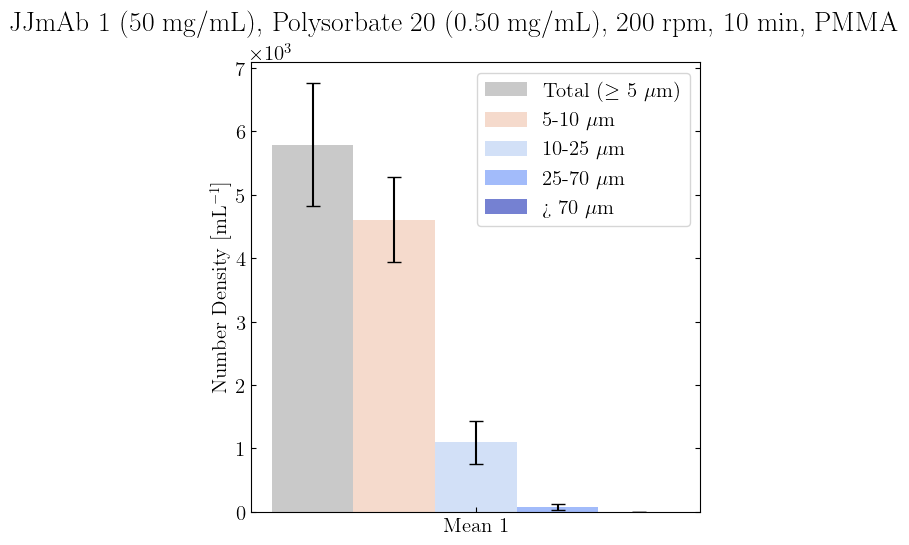 JJmAb 1 (50 mg/mL), Polysorbate 20 (0.50 mg/mL), 200 rpm, 10 min, PMMA
×10³
7
6
5
4
3
2
1
0
Number Density [mL⁻¹]
Total (≥ 5 μm)
5-10 μm
10-25 μm
25-70 μm
¿ 70 μm
Mean 1